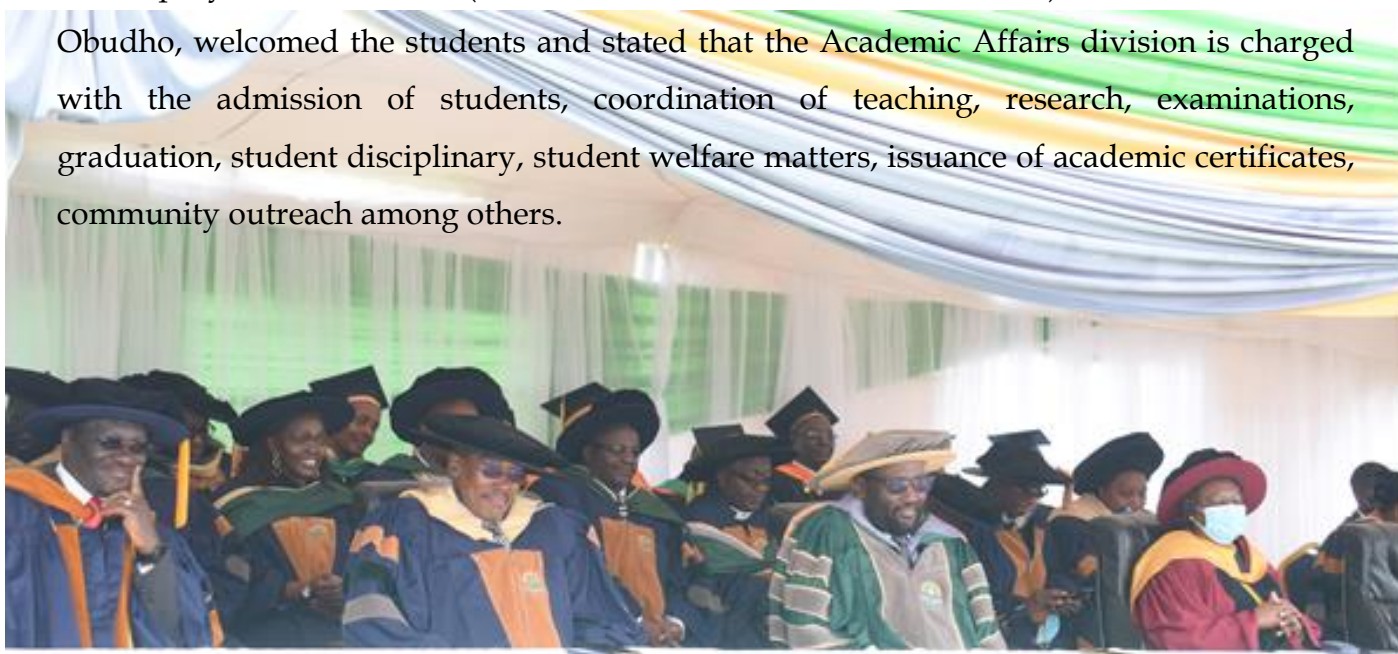 Obudho, welcomed the students and stated that the Academic Affairs division is charged
with the admission of students, coordination of teaching, research, examinations,
graduation, student disciplinary, student welfare matters, issuance of academic certificates,
community outreach among others.